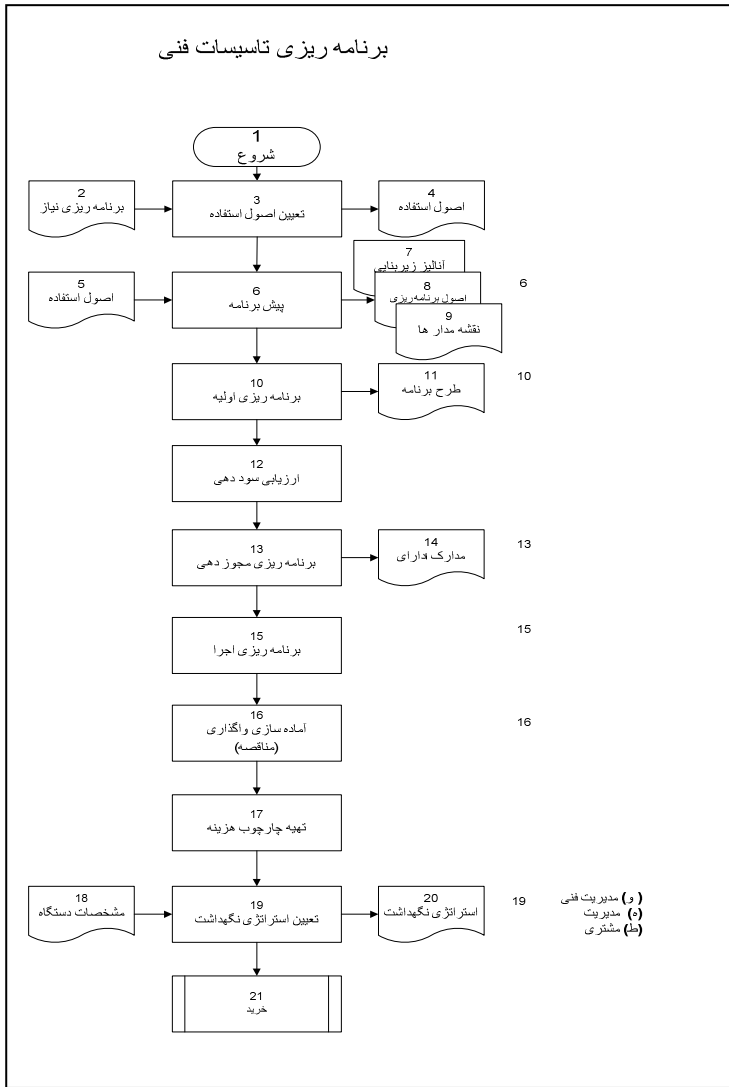 برنامه ریزی تاسیسات فنی
1
شروع
2
برنامه ریزی نیاز
3
تعیین اصول استفاده
4
اصول استفاده
5
اصول استفاده
6
پیش برنامه
7
آنالیز زیربنایی
8
اصول برنامه‌ریزی
9
نقشه مدار ها
6
10
برنامه ریزی اولیه
11
طرح برنامه
10
12
ارزیابی سود دهی
13
برنامه ریزی مجوز دهی
14
مدارک
13
15
برنامه ریزی اجرا
15
16
آماده سازی واگذاری
(مناقصه)
16
17
تهیه چارچوب هزینه
18
مشخصات دستگاه
19
تعیین استراتژی نگهداشت
20
استراتژی نگهداشت
19
(و) مدیریت فنی
(ه) مدیریت
(ط) مشتری
21
خرید